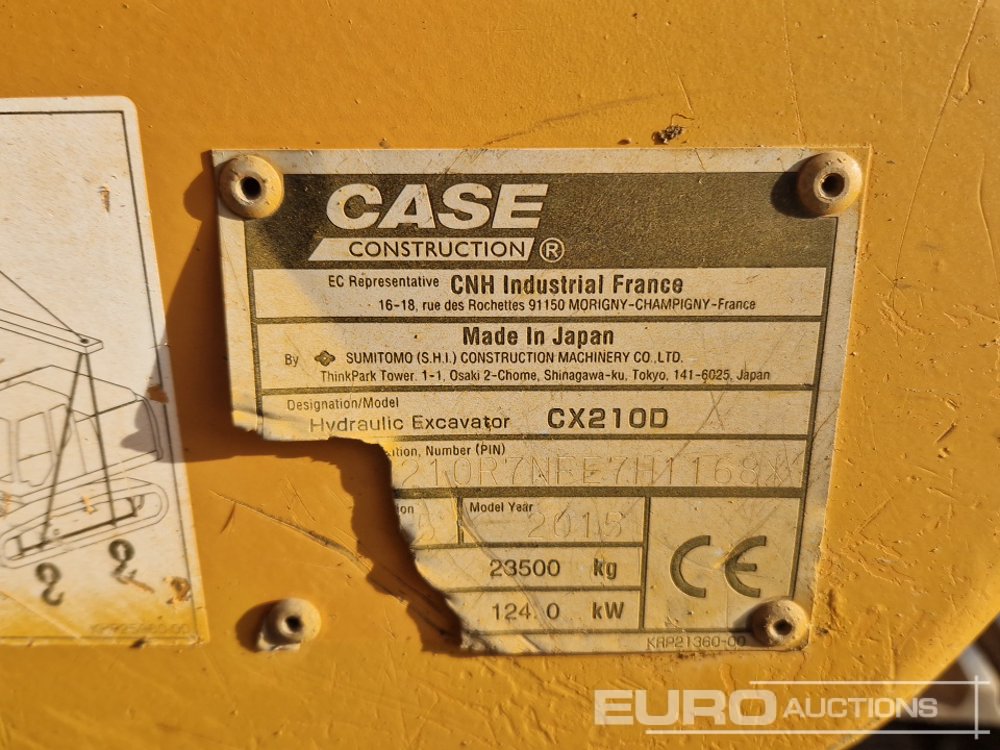 CASE
CONSTRUCTION ®
EC Representative CNH Industrial France
16-18, rue des Rochettes 91150 MORIGNY-CHAMPIGNY-France
Made In Japan
By SUMITOMO (S.H.I.) CONSTRUCTION MACHINERY CO., LTD.
ThinkPark Tower. 1-1, Osaki 2-Chome, Shinagawa-ku, Tokyo, 141-6025, Japan
Designation/Model
Hydraulic Excavator CX210D
Number (PIN)
Model Year
2015
23500 kg
124.0 kW
CE
KRP21360-00
EURO AUCTIONS